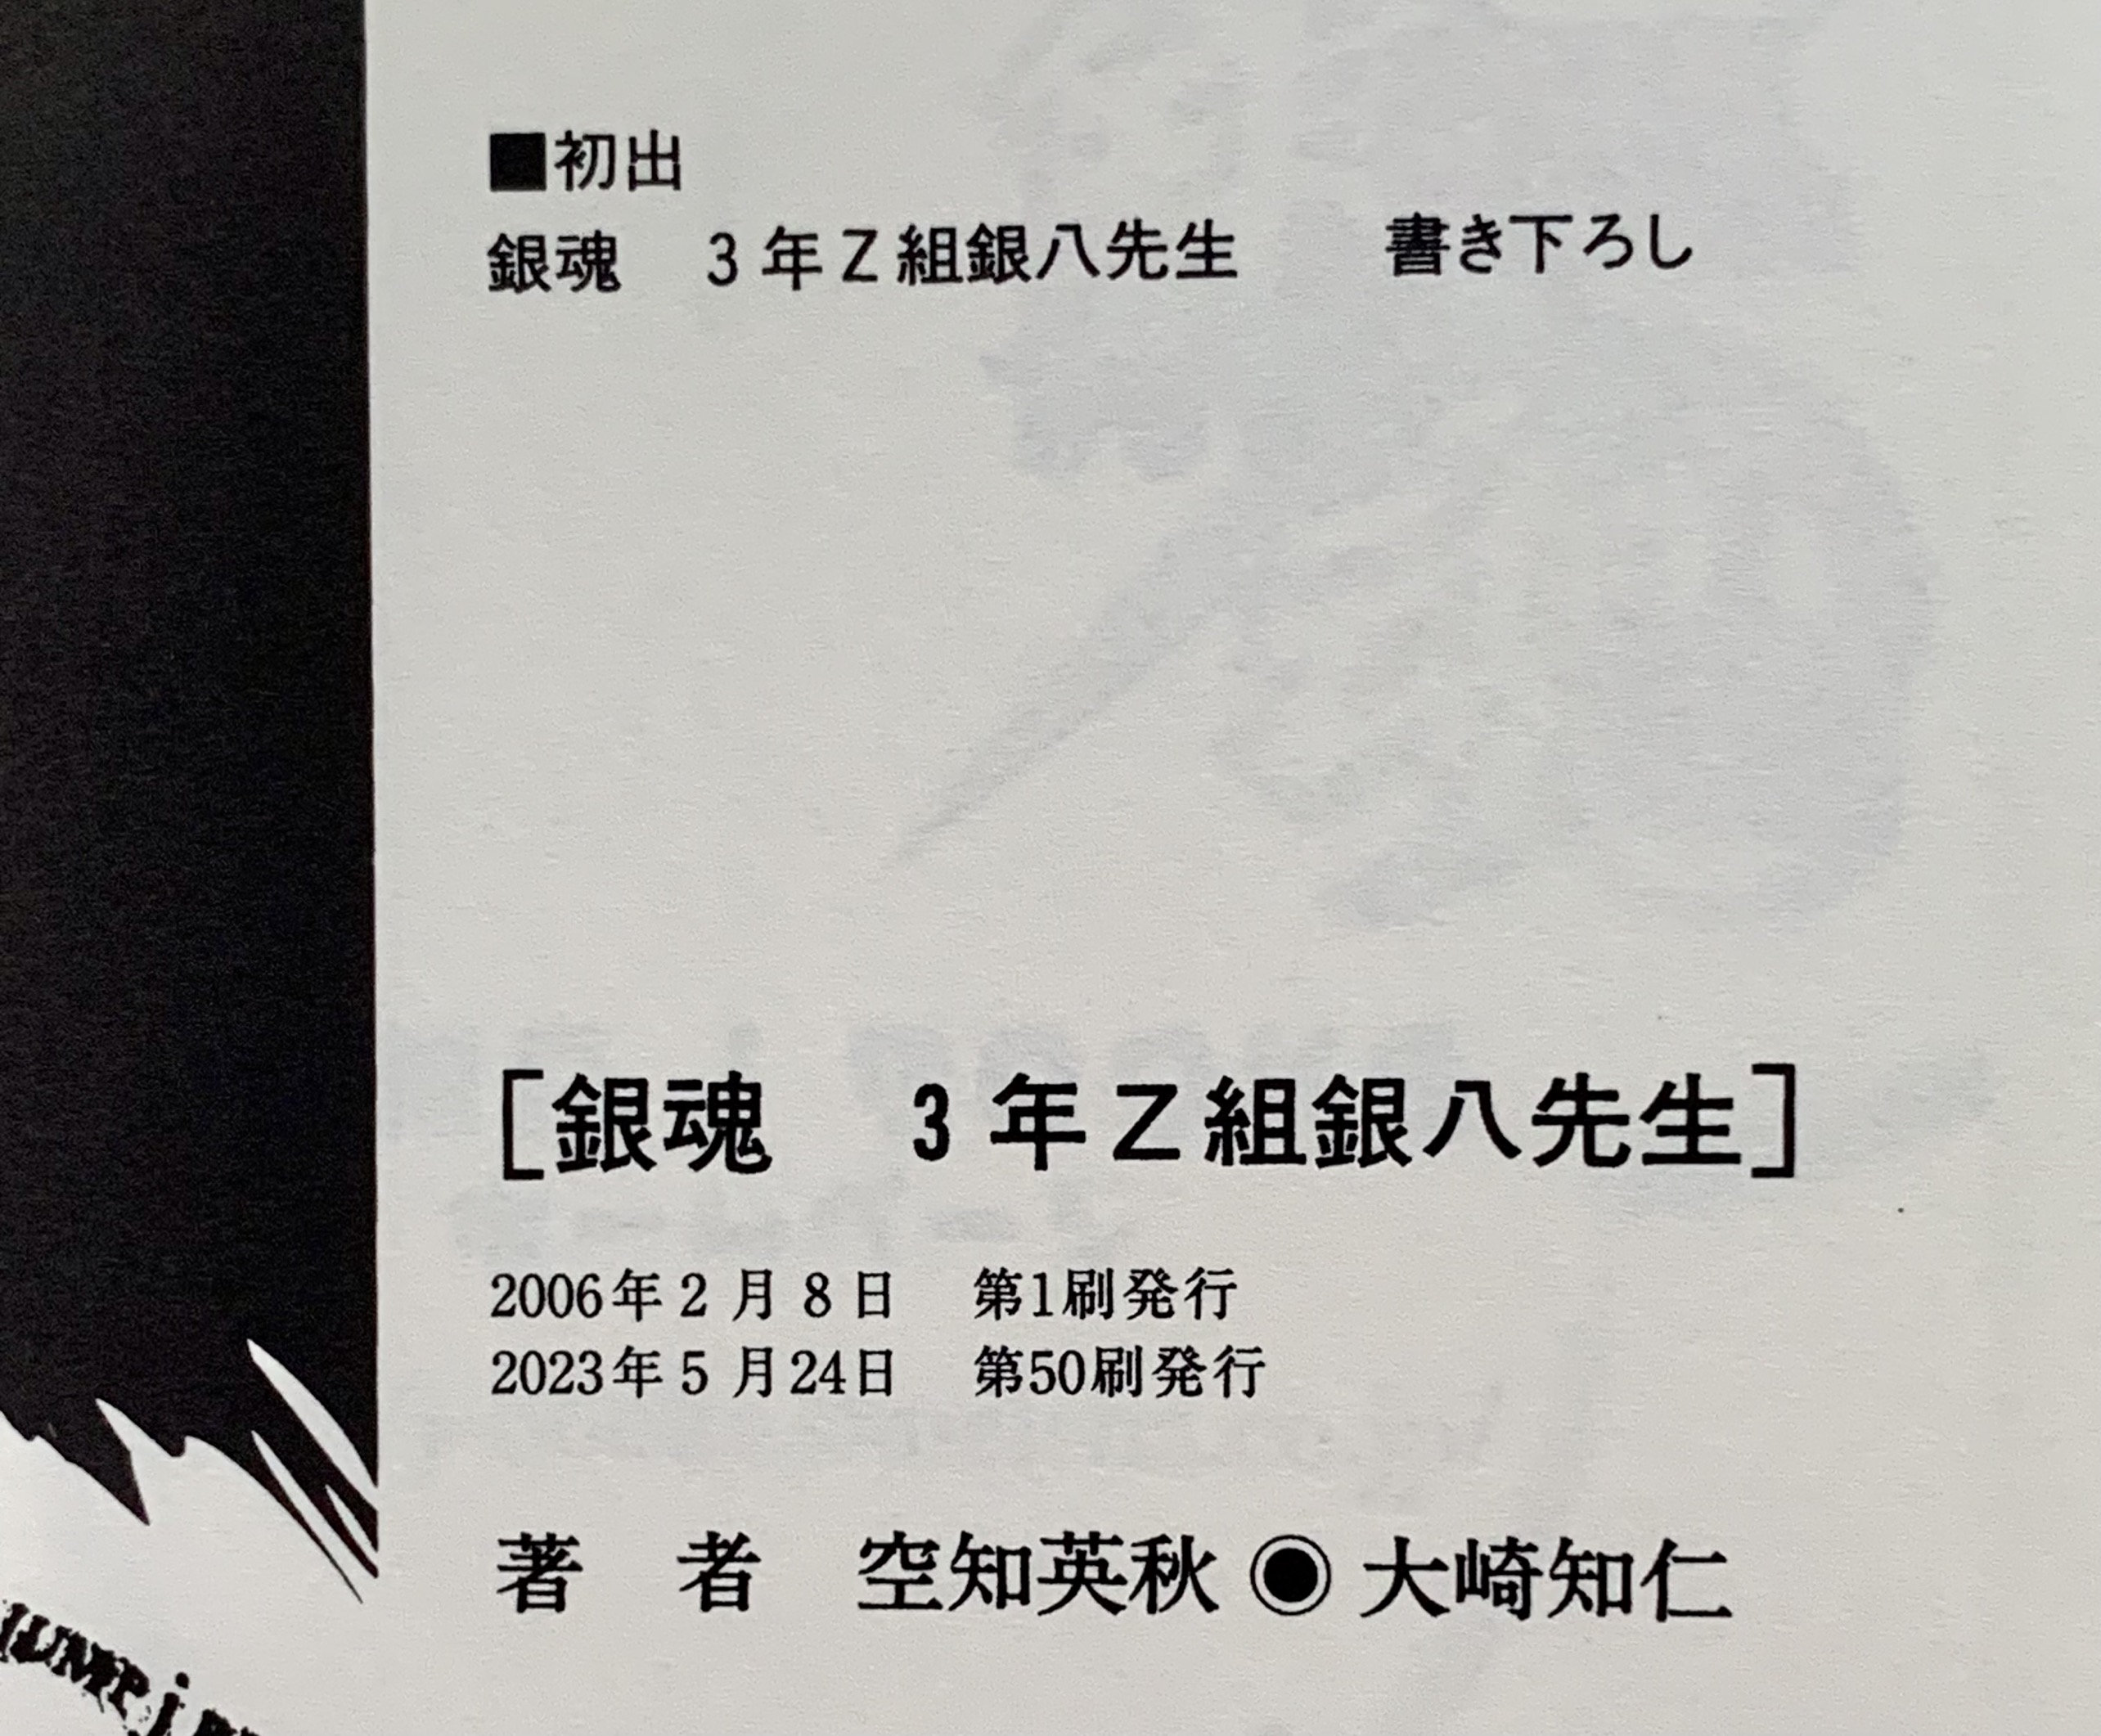 ■初出
銀魂　3年Z組銀八先生　　書き下ろし
［銀魂　3年Z組銀八先生］
2006年2月8日　第1刷発行
2023年5月24日　第50刷発行
著　者　空知英秋◉大崎知仁
JUMP j